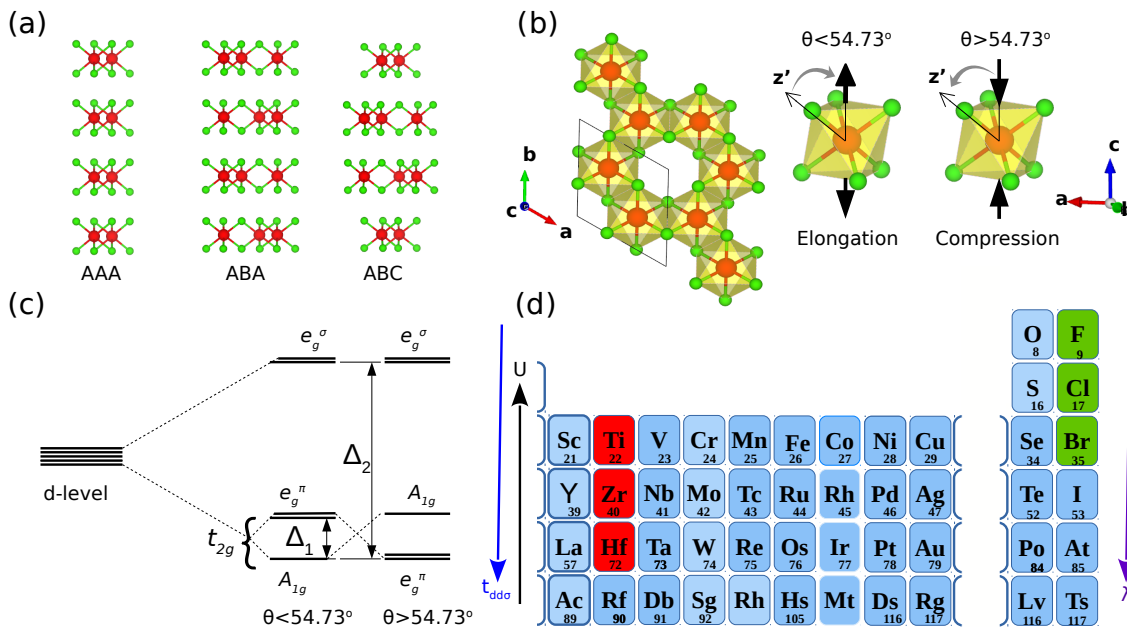 (a)
AAA
ABA
ABC
(b)
b
c
a
θ<54.73°
z'
Elongation
θ>54.73°
z'
Compression
c
a
b
(c)
d-level
e_g^σ
e_g^σ
Δ_2
e_g^π
A_1g
t_2g
Δ_1
A_1g
e_g^π
θ<54.73°
θ>54.73°
(d)
U
t_ddσ
O
8
F
9
S
16
Cl
17
Sc
21
Ti
22
V
23
Cr
24
Mn
25
Fe
26
Co
27
Ni
28
Cu
29
Se
34
Br
35
Y
39
Zr
40
Nb
41
Mo
42
Tc
43
Ru
44
Rh
45
Pd
46
Ag
47
Te
52
I
53
La
57
Hf
72
Ta
73
W
74
Re
75
Os
76
Ir
77
Pt
78
Au
79
Po
84
At
85
Ac
89
Rf
90
Db
91
Sg
92
Rh
Hs
105
Mt
Ds
116
Rg
117
Lv
116
Ts
117